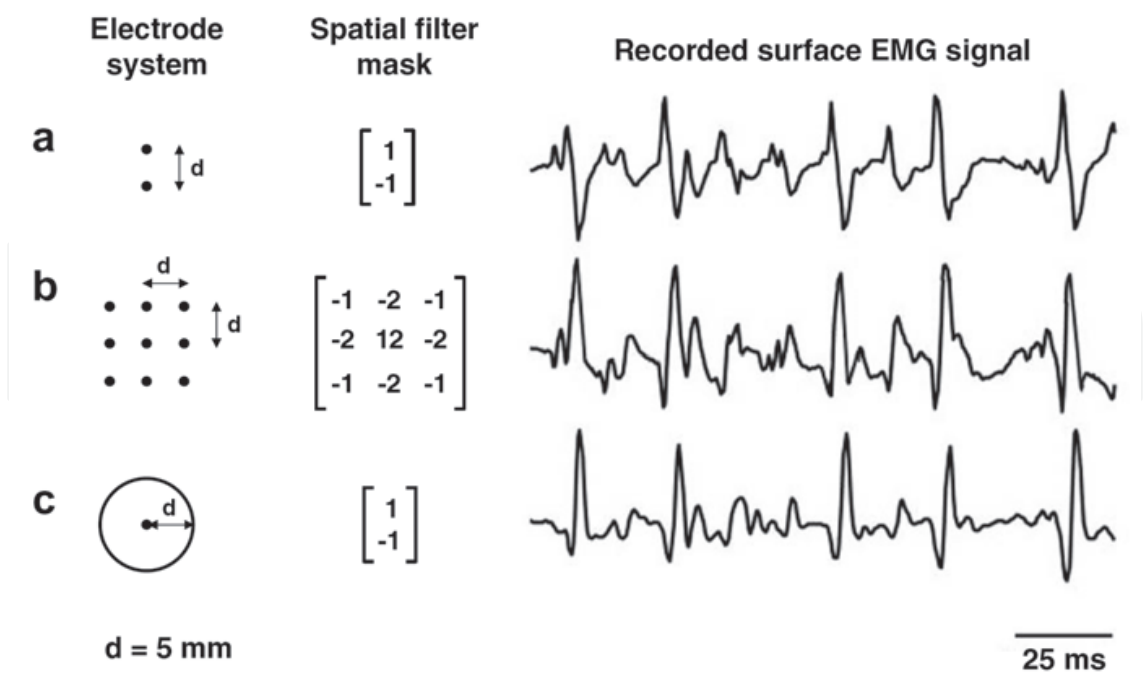 Electrode
system
Spatial filter
mask
Recorded surface EMG signal
a
d
1
-1
b
d
d
-1 -2 -1
-2 12 -2
-1 -2 -1
c
d
1
-1
d = 5 mm
25 ms